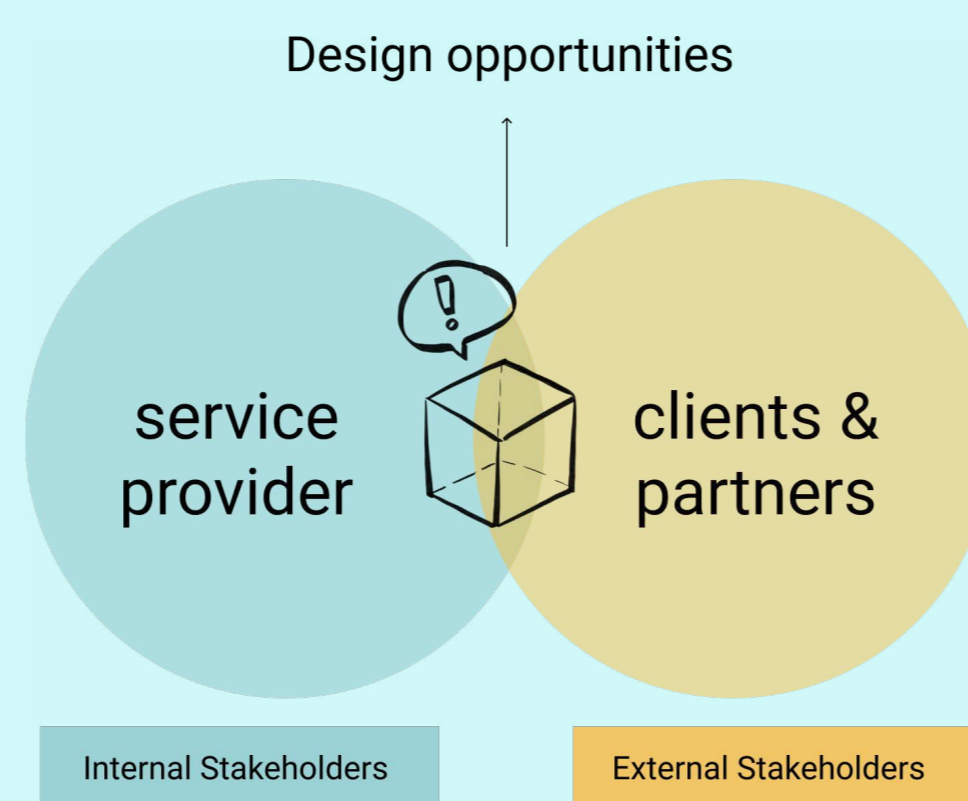 Design opportunities
!
service
provider
clients &
partners
Internal Stakeholders
External Stakeholders